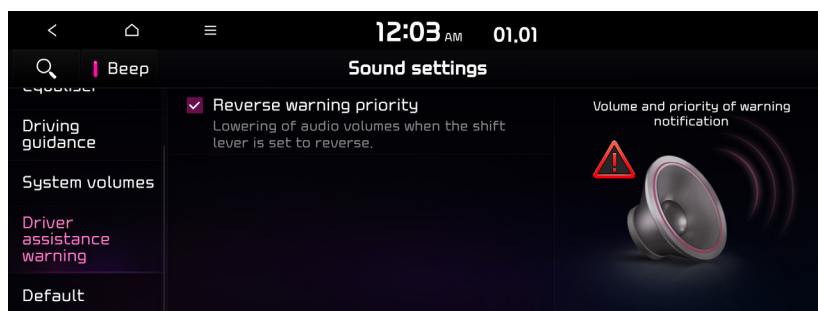 12:03 AM 01.01
Beep
Sound settings
Equaliser
Driving
guidance
System volumes
Driver
assistance
warning
Default
Reverse warning priority
Lowering of audio volumes when the shift
lever is set to reverse.
Volume and priority of warning
notification